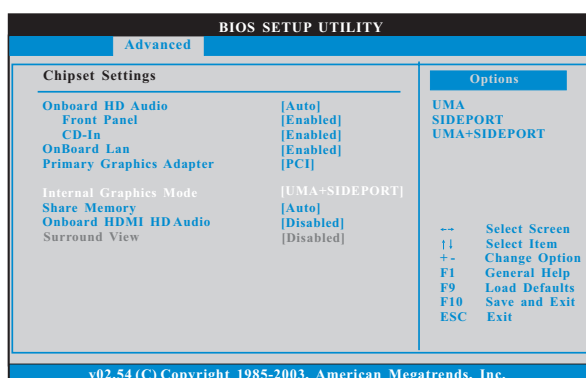 BIOS SETUP UTILITY
Advanced
Chipset Settings
Onboard HD Audio [Auto]
Front Panel [Enabled]
CD-In [Enabled]
OnBoard Lan [Enabled]
Primary Graphics Adapter [PCI]
Internal Graphics Mode [UMA+SIDEPORT]
Share Memory [Auto]
Onboard HDMI HD Audio [Disabled]
Surround View [Disabled]
Options
UMA
SIDEPORT
UMA+SIDEPORT
←→ Select Screen
↑↓ Select Item
+- Change Option
F1 General Help
F9 Load Defaults
F10 Save and Exit
ESC Exit
v02.54 (C) Copyright 1985-2003, American Megatrends, Inc.